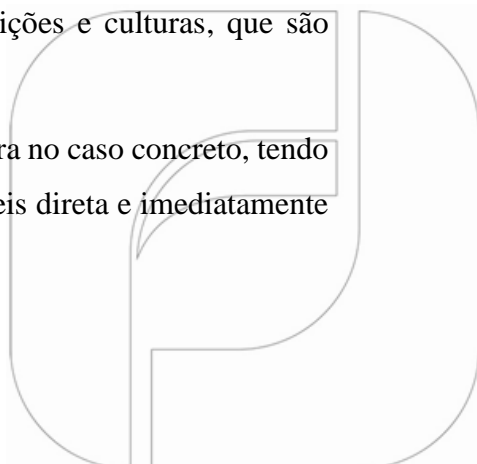 ições e culturas, que são
ra no caso concreto, tendo
eis direta e imediatamente